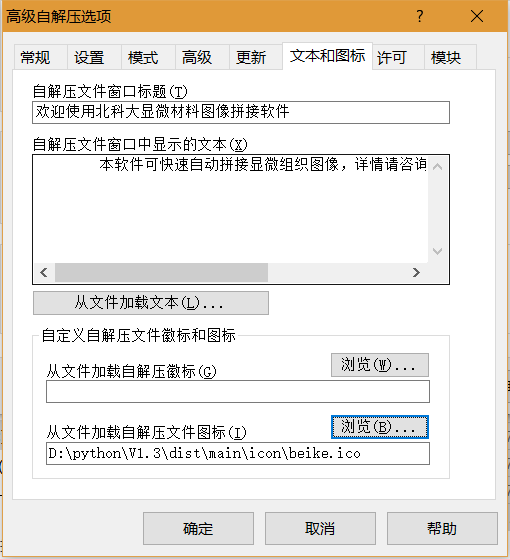 高级自解压选项
常规 设置 模式 高级 更新 文本和图标 许可 模块
自解压文件窗口标题(T)
欢迎使用北科大显微材料图像拼接软件
自解压文件窗口中显示的文本(X)
本软件可快速自动拼接显微组织图像，详情请咨询
从文件加载文本(L)...
自定义自解压文件徽标和图标
从文件加载自解压徽标(G)
浏览(W)...
从文件加载自解压文件图标(I)
浏览(B)...
D:\python\V1.3\dist\main\icon\beike.ico
确定 取消 帮助